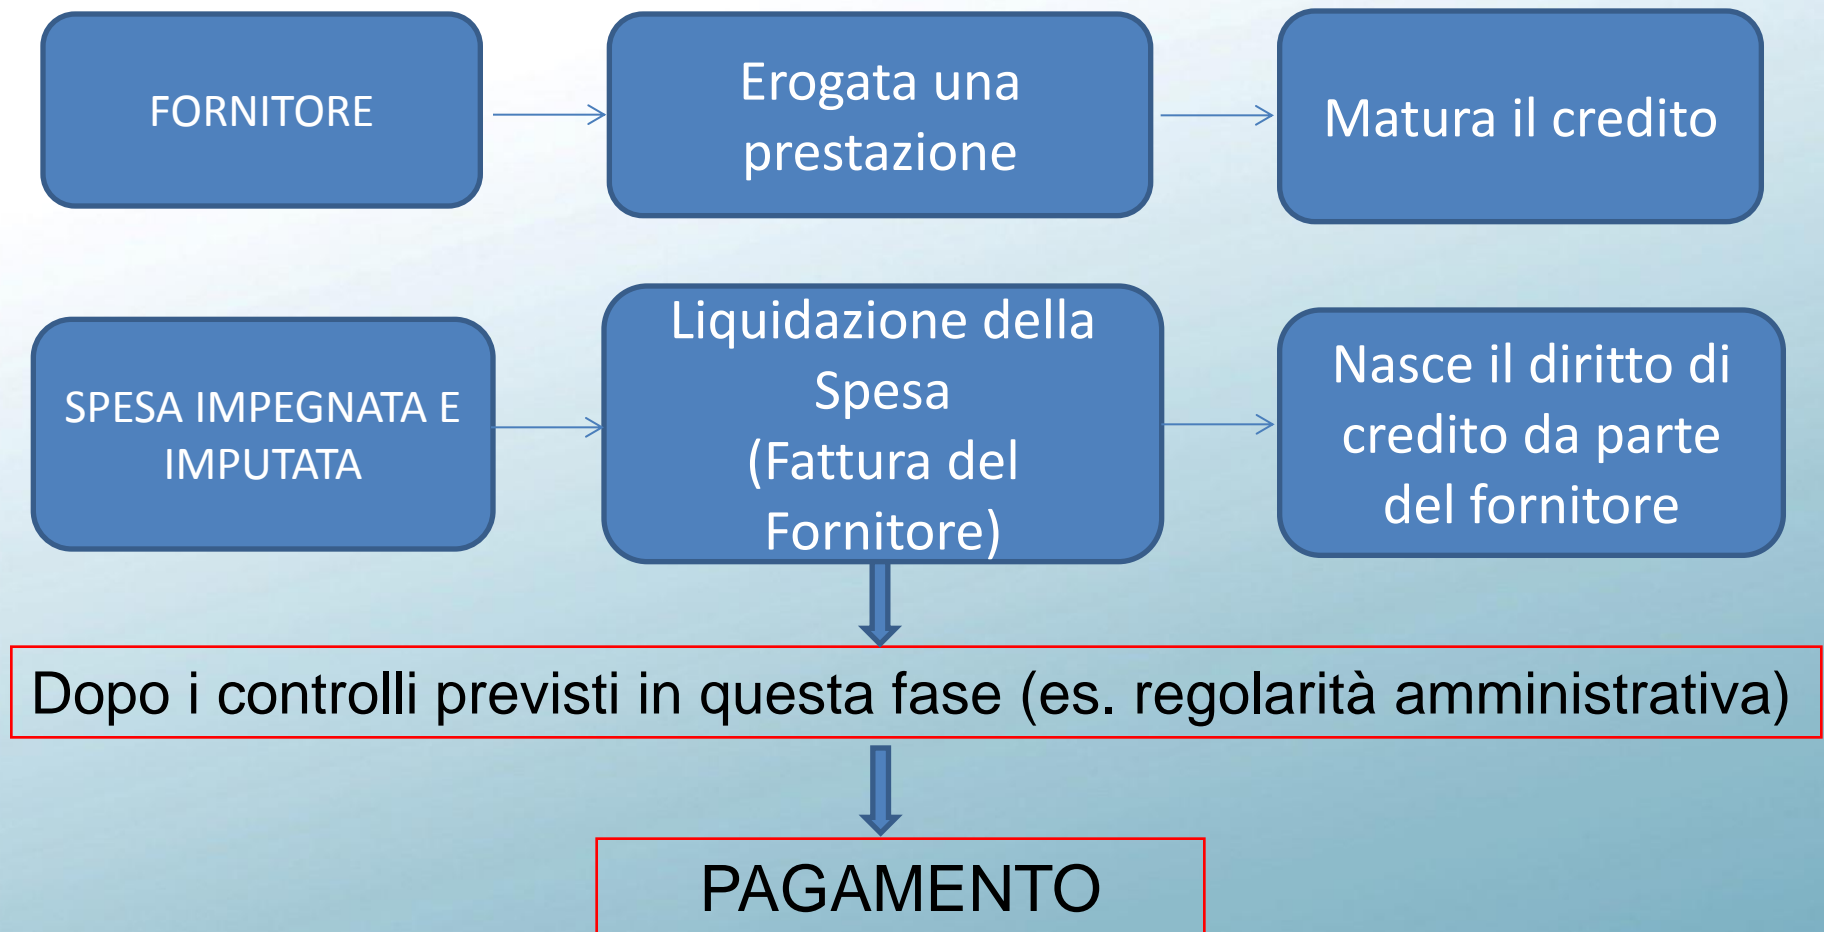 FORNITORE
Erogata una
prestazione
Matura il credito
SPESA IMPEGNATA E
IMPUTATA
Liquidazione della
Spesa
(Fattura del
Fornitore)
Nasce il diritto di
credito da parte
del fornitore
Dopo i controlli previsti in questa fase (es. regolarità amministrativa)
PAGAMENTO